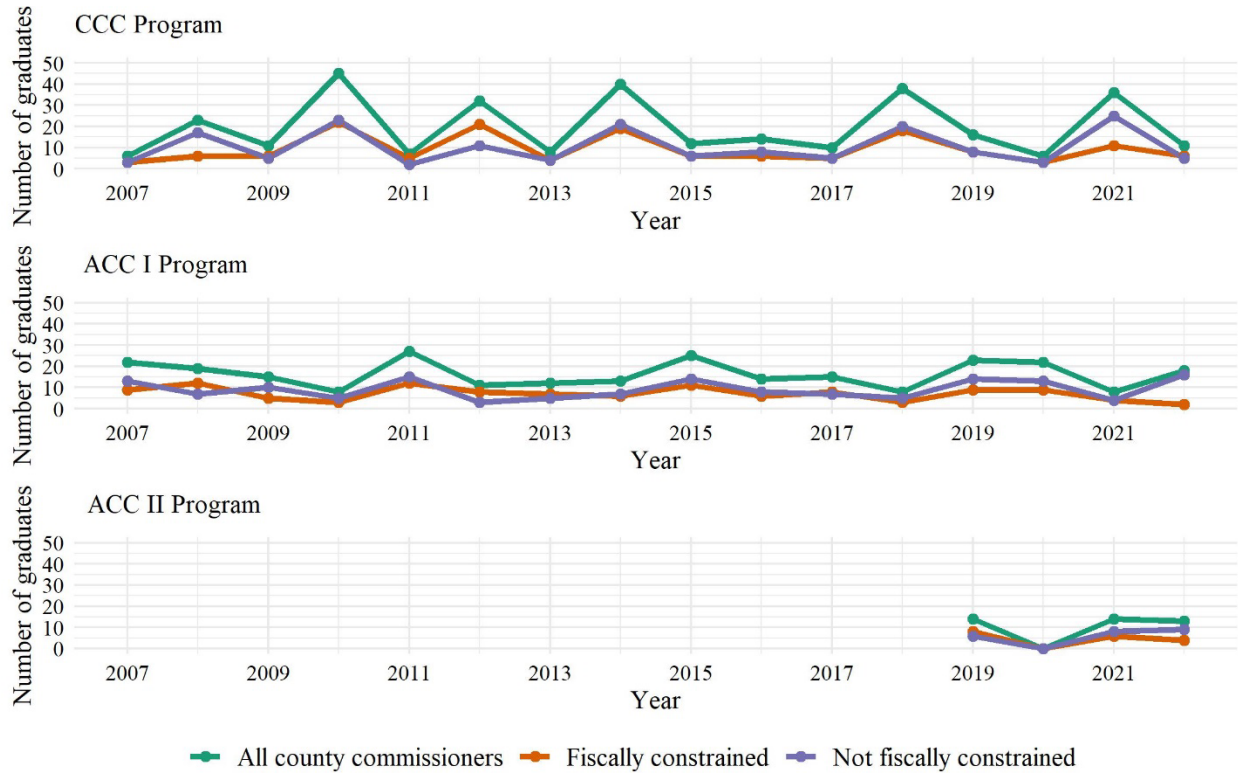 CCC Program
Number of graduates
50
40
30
20
10
0
2007 2009 2011 2013 2015 2017 2019 2021
Year
ACC I Program
Number of graduates
50
40
30
20
10
0
2007 2009 2011 2013 2015 2017 2019 2021
Year
ACC II Program
Number of graduates
50
40
30
20
10
0
2007 2009 2011 2013 2015 2017 2019 2021
Year
All county commissioners Fiscally constrained Not fiscally constrained